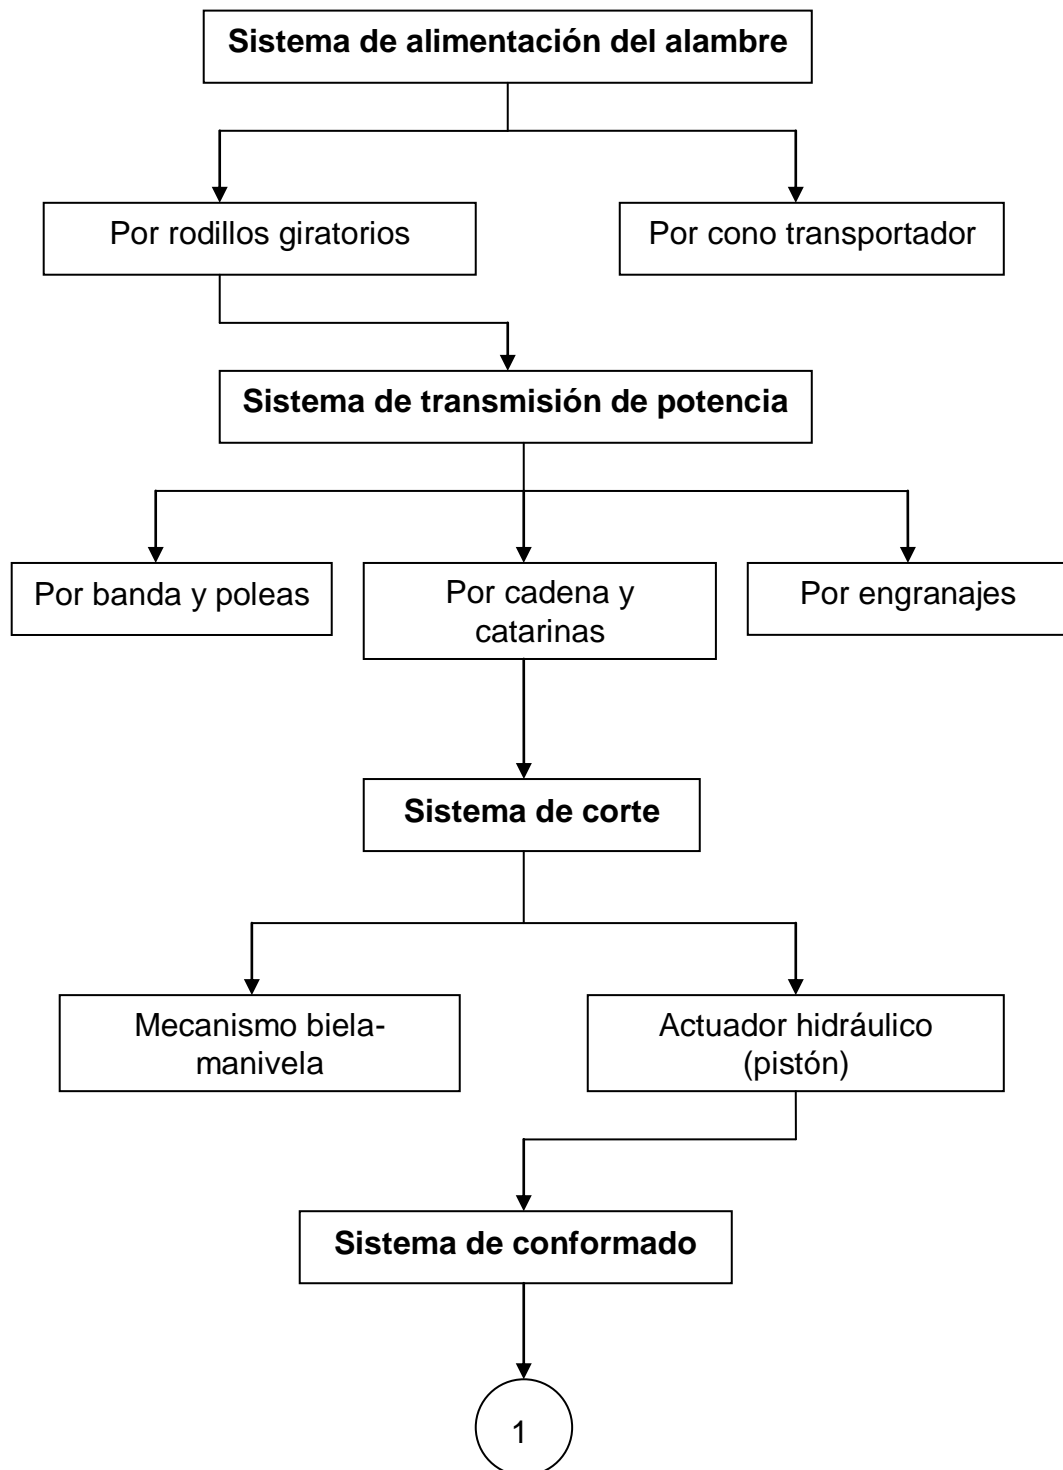 Sistema de alimentación del alambre
Por rodillos giratorios
Por cono transportador
Sistema de transmisión de potencia
Por banda y poleas
Por cadena y
catarinas
Por engranajes
Sistema de corte
Mecanismo biela-
manivela
Actuador hidráulico
(pistón)
Sistema de conformado
1